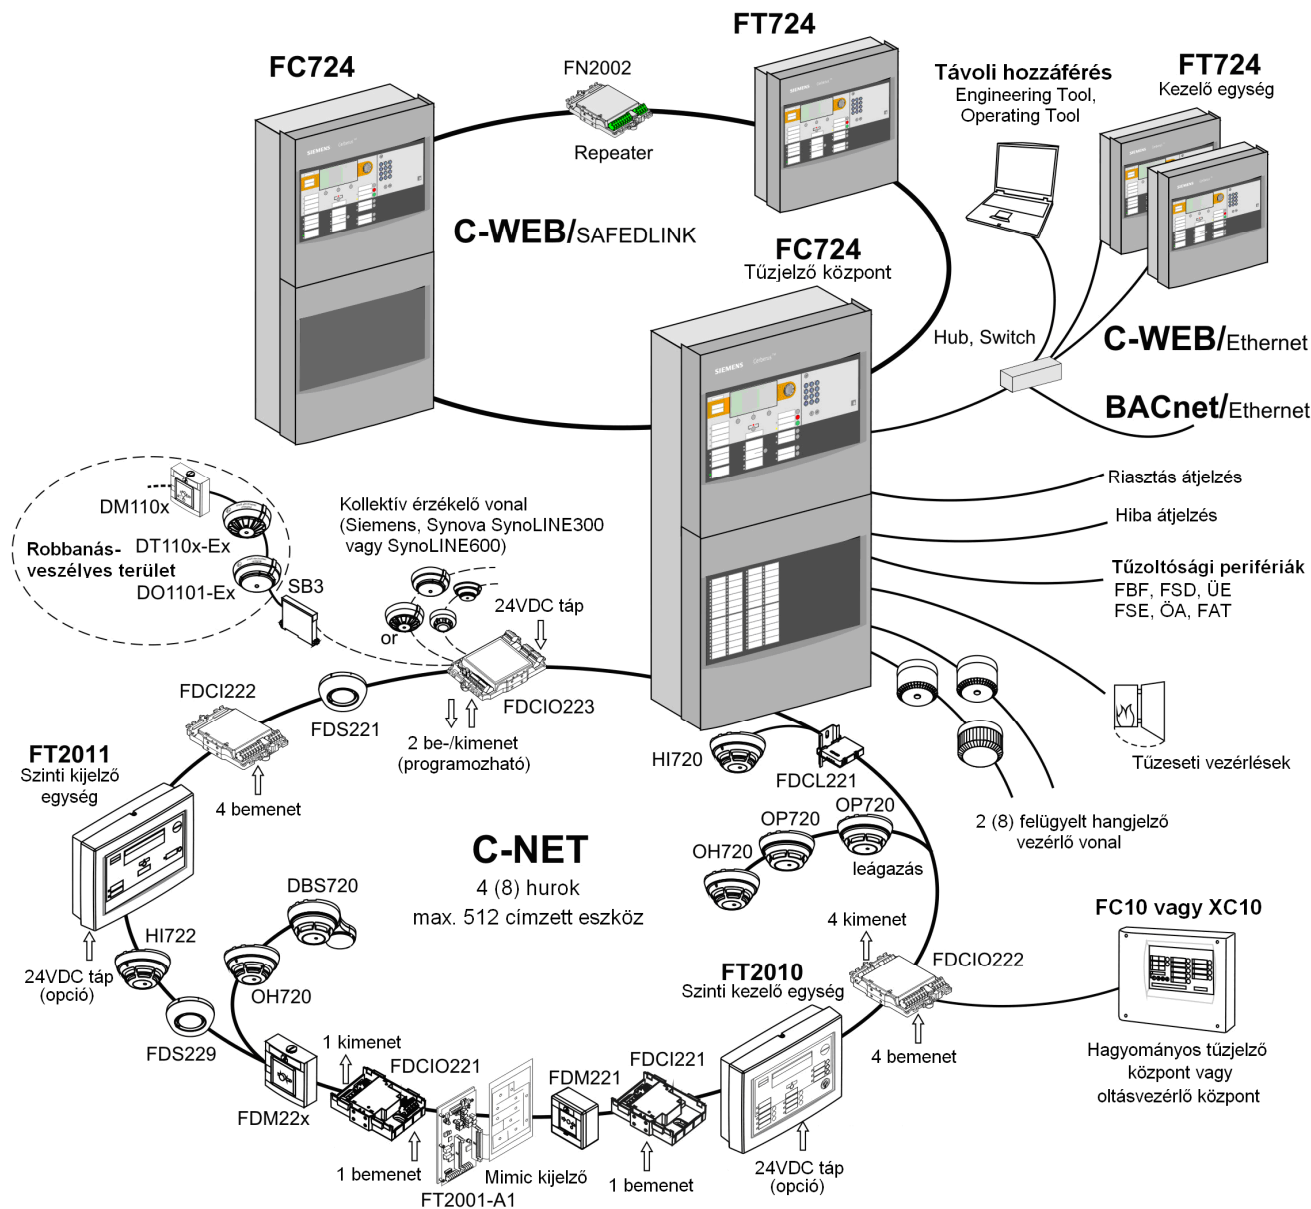 FT724
FC724
FN2002
Repeater
Távoli hozzáférés
Engineering Tool,
Operating Tool
FT724
Kezelő egység
SIEMENS
C-WEB/SAFEDLINK
FC724
Tűzjelző központ
SIEMENS
Hub, Switch
C-WEB/Ethernet
BACnet/Ethernet
Riasztás átjelzés
Hiba átjelzés
Tűzoltósági perifériák
FBF, FSD, ÜE
FSE, ÖA, FAT
Tűzeseti vezérlések
2 (8) felügyelt hangjelző
vezérlő vonal
DM110x
DT110x-Ex
Robbanás-
veszélyes terület
DO1101-Ex
SB3
Kollektív érzékelő vonal
(Siemens, Synova SynoLINE300
vagy SynoLINE600)
or
24VDC táp
FDCIO223
2 be-/kimenet
(programozható)
FDS221
FDCI222
4 bemenet
FT2011
Szinti kijelző
egység
24VDC táp
(opció)
HI720
FDCL221
OP720
OP720
OH720
leágazás
C-NET
4 (8) hurok
max. 512 címzett eszköz
DBS720
HI722
OH720
FDS229
FDM22x
1 kimenet
FDCIO221
1 bemenet
FT2001-A1
Mimic kijelző
FDM221
FDCI221
1 bemenet
FT2010
Szinti kezelő egység
24VDC táp
(opció)
4 kimenet
FDCIO222
4 bemenet
FC10 vagy XC10
Hagyományos tűzjelző
központ vagy
oltásvezérlő központ